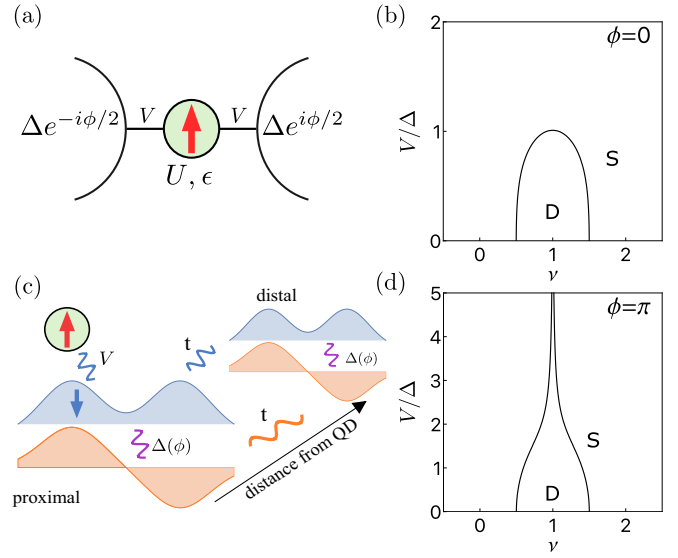 (a)
Δe^{-iϕ/2}
V
V
Δe^{iϕ/2}
U, ϵ
(b)
ϕ=0
2
1
0
V/Δ
S
D
0
1
2
ν
(c)
distal
t
Δ(ϕ)
V
t
Δ(ϕ)
distance from QD
proximal
(d)
ϕ=π
5
4
3
2
1
0
V/Δ
S
D
0
1
2
ν